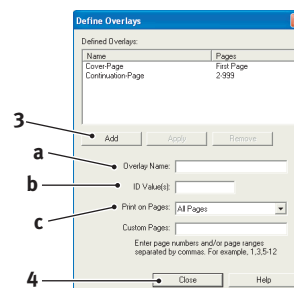 Define Overlays
Defined Overlays:
Name Pages
Cover-Page First Page
Continuation-Page 2-999
3
Add Apply Remove
a Overlay Name:
b ID Value(s):
c Print on Pages: All Pages
Custom Pages:
Enter page numbers and/or page ranges
separated by commas. For example, 1,3,5-12
4 Close Help